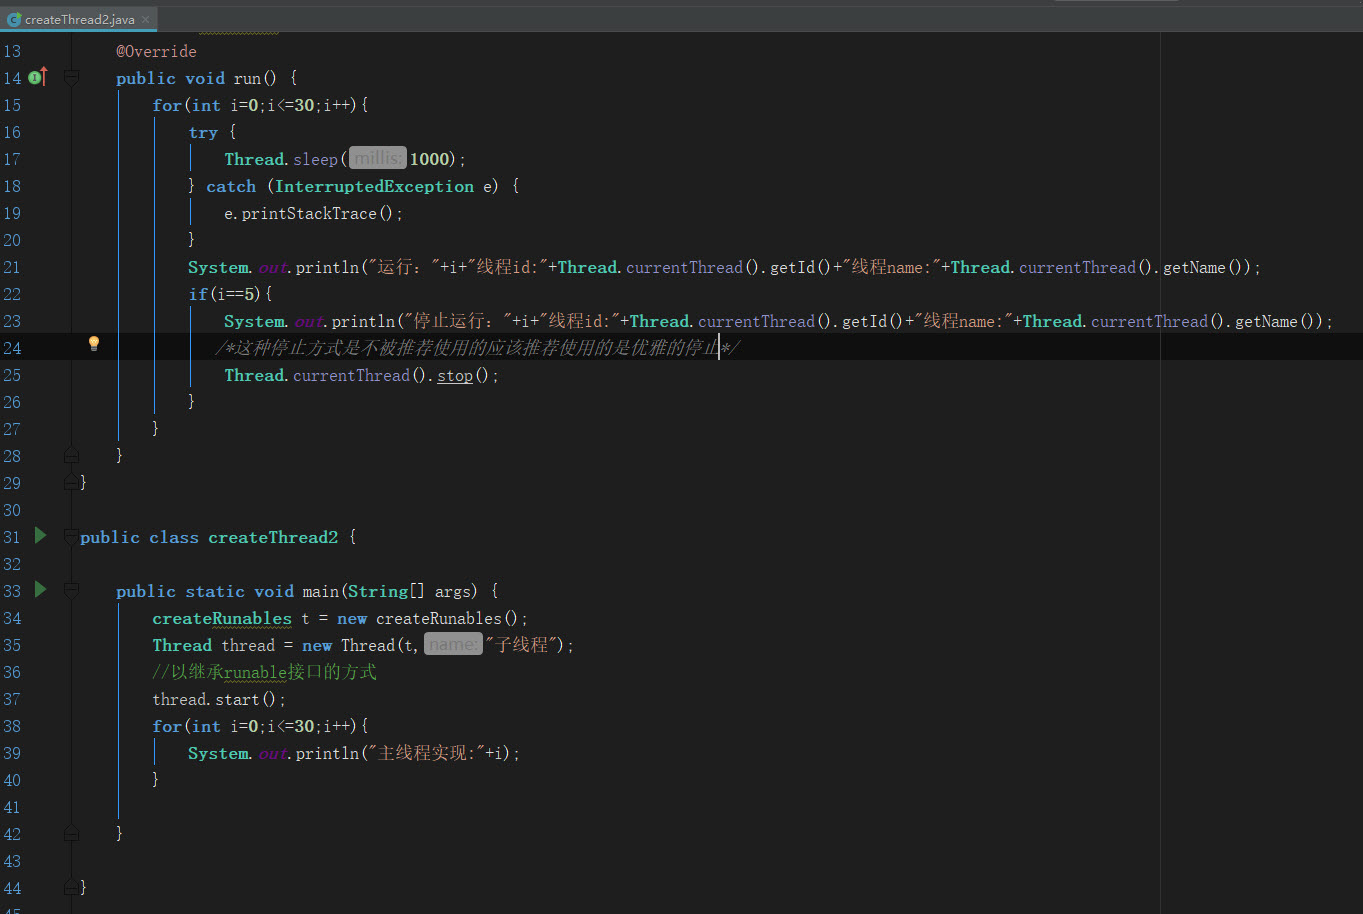 createThread2.java
13 @Override
14 public void run() {
15 for(int i=0;i<=30;i++){
16 try {
17 Thread.sleep( millis: 1000);
18 } catch (InterruptedException e) {
19 e.printStackTrace();
20 }
21 System.out.println("运行："+i+"线程id:"+Thread.currentThread().getId()+"线程name:"+Thread.currentThread().getName());
22 if(i==5){
23 System.out.println("停止运行："+i+"线程id:"+Thread.currentThread().getId()+"线程name:"+Thread.currentThread().getName());
24 /*这种停止方式是不被推荐使用的应该推荐使用的是优雅的停止*/
25 Thread.currentThread().stop();
26 }
27 }
28 }
29 }
30
31 public class createThread2 {
32
33 public static void main(String[] args) {
34 createRunables t = new createRunables();
35 Thread thread = new Thread(t, name: "子线程");
36 //以继承runable接口的方式
37 thread.start();
38 for(int i=0;i<=30;i++){
39 System.out.println("主线程实现:"+i);
40 }
41
42 }
43
44 }